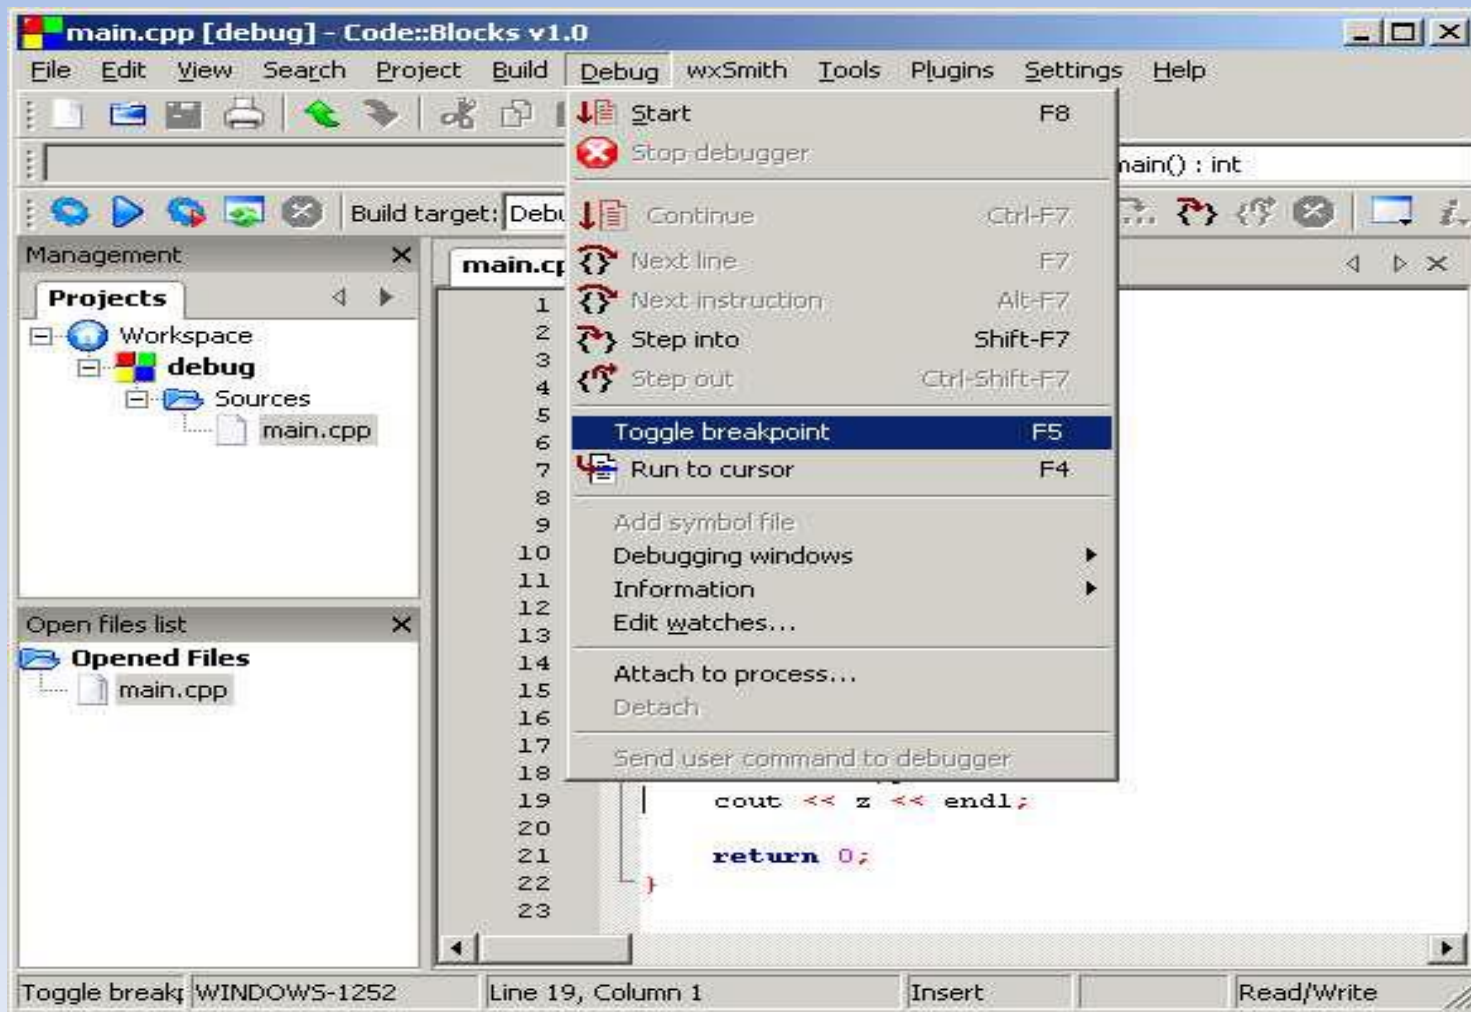 main.cpp [debug] - Code::Blocks v1.0
File Edit View Search Project Build Debug wxSmith Tools Plugins Settings Help
Start F8
Stop debugger
main() : int
Build target: Debu
Continue Ctrl-F7
Next line F7
Next instruction Alt-F7
Step into Shift-F7
Step out Ctrl-Shift-F7
Toggle breakpoint F5
Run to cursor F4
Add symbol file
Debugging windows
Information
Edit watches...
Attach to process...
Detach
Send user command to debugger
Management
Projects
Workspace
debug
Sources
main.cpp
Open files list
Opened Files
main.cpp
main.cp
1
2
3
4
5
6
7
8
9
10
11
12
13
14
15
16
17
18
19 cout << z << endl;
20
21 return 0;
22 }
23
Toggle breakp WINDOWS-1252 Line 19, Column 1 Insert Read/Write